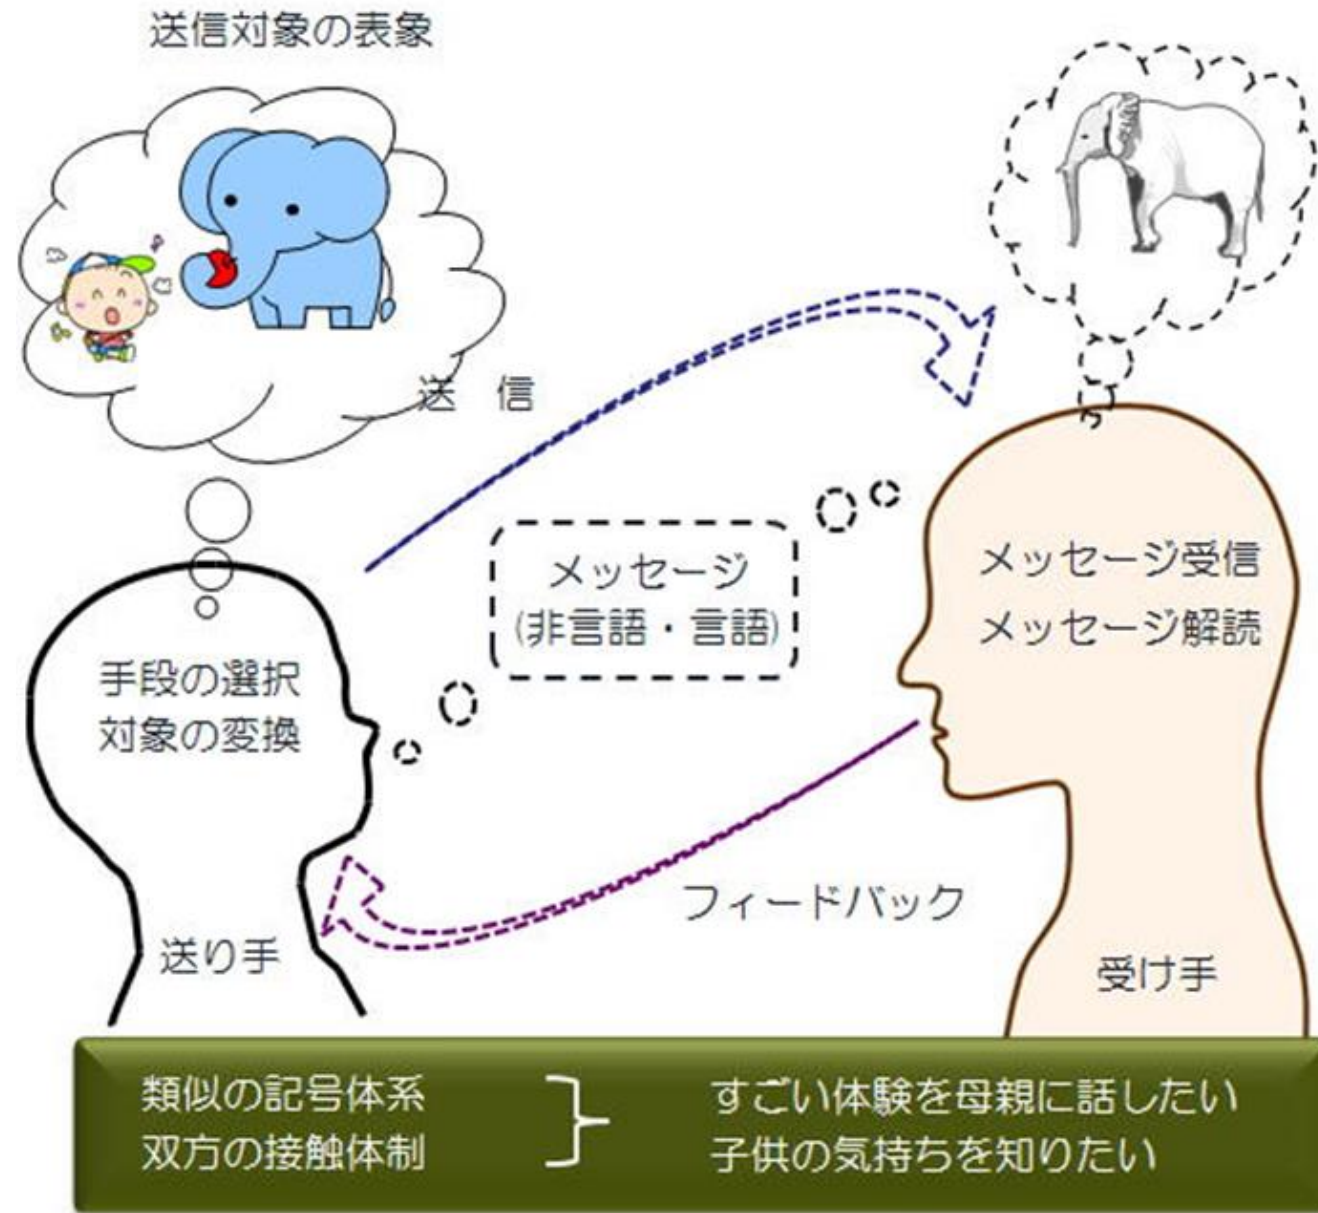 送信対象の表象
送 信
メッセージ
(非言語・言語)
メッセージ受信
メッセージ解読
手段の選択
対象の変換
フィードバック
送り手
受け手
類似の記号体系
双方の接触体制
すごい体験を母親に話したい
子供の気持ちを知りたい